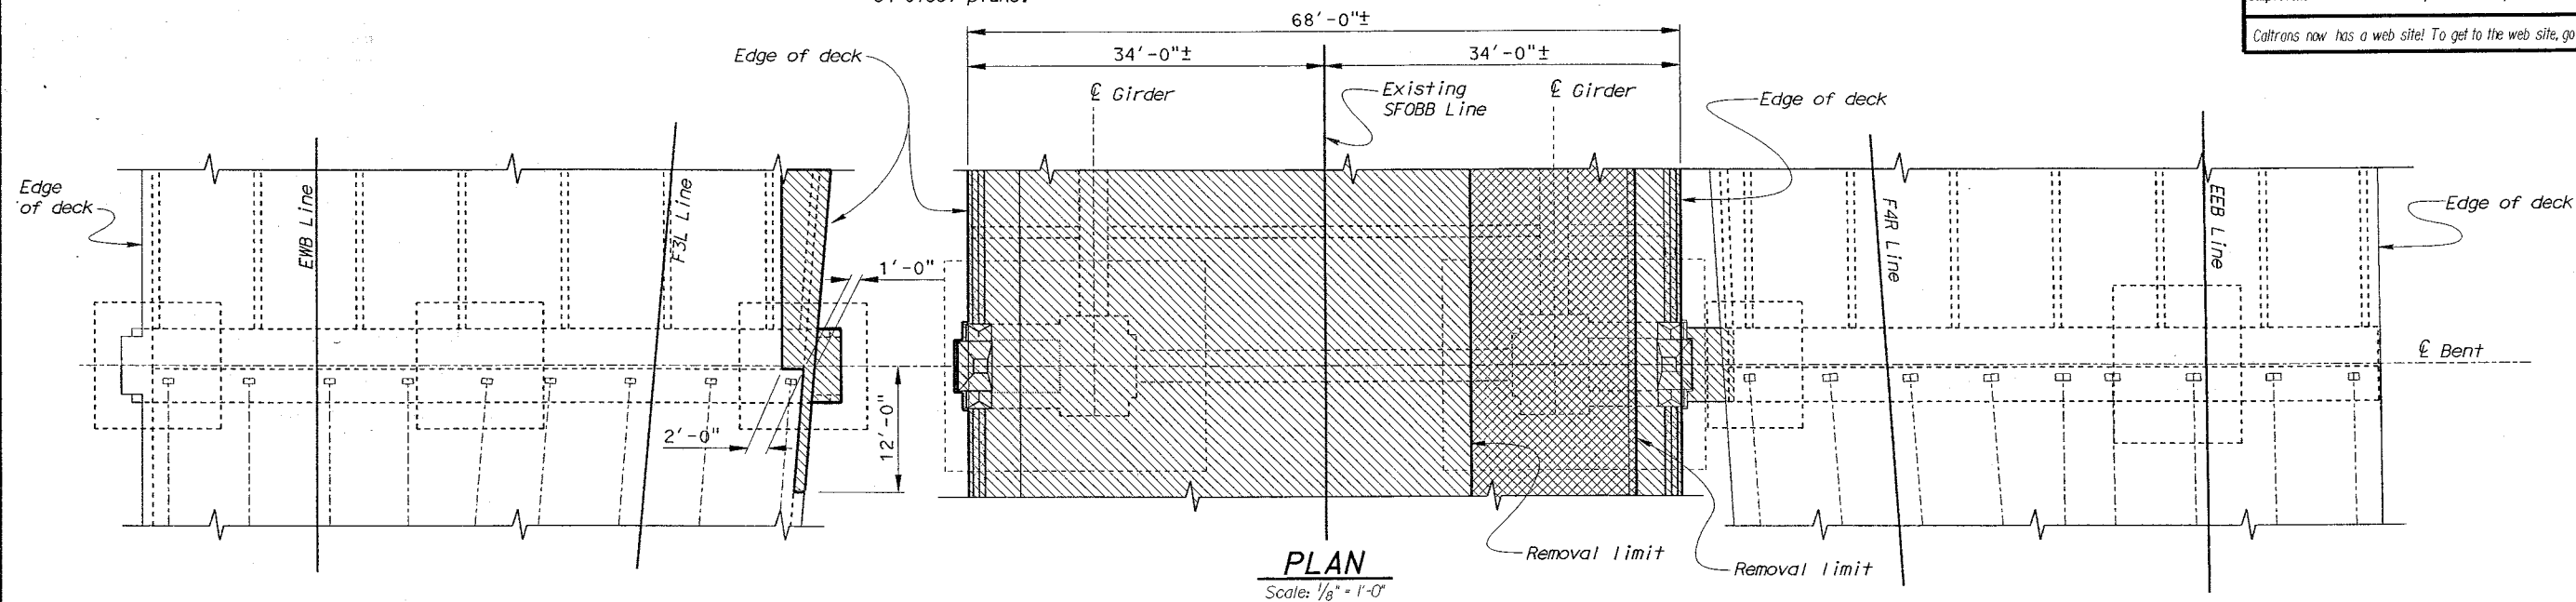 68'-0"±
34'-0"±
34'-0"±
Caltrans now has a web site! To get to the web site, go
Edge of deck
℄ Girder
Existing
SFOBB Line
℄ Girder
Edge of deck
Edge
of deck
EWB Line
F3L Line
1'-0"
F4R Line
EEB Line
Edge of deck
℄ Bent
2'-0"
12'-0"
Removal limit
Removal limit
PLAN
Scale: 1/8" = 1'-0"